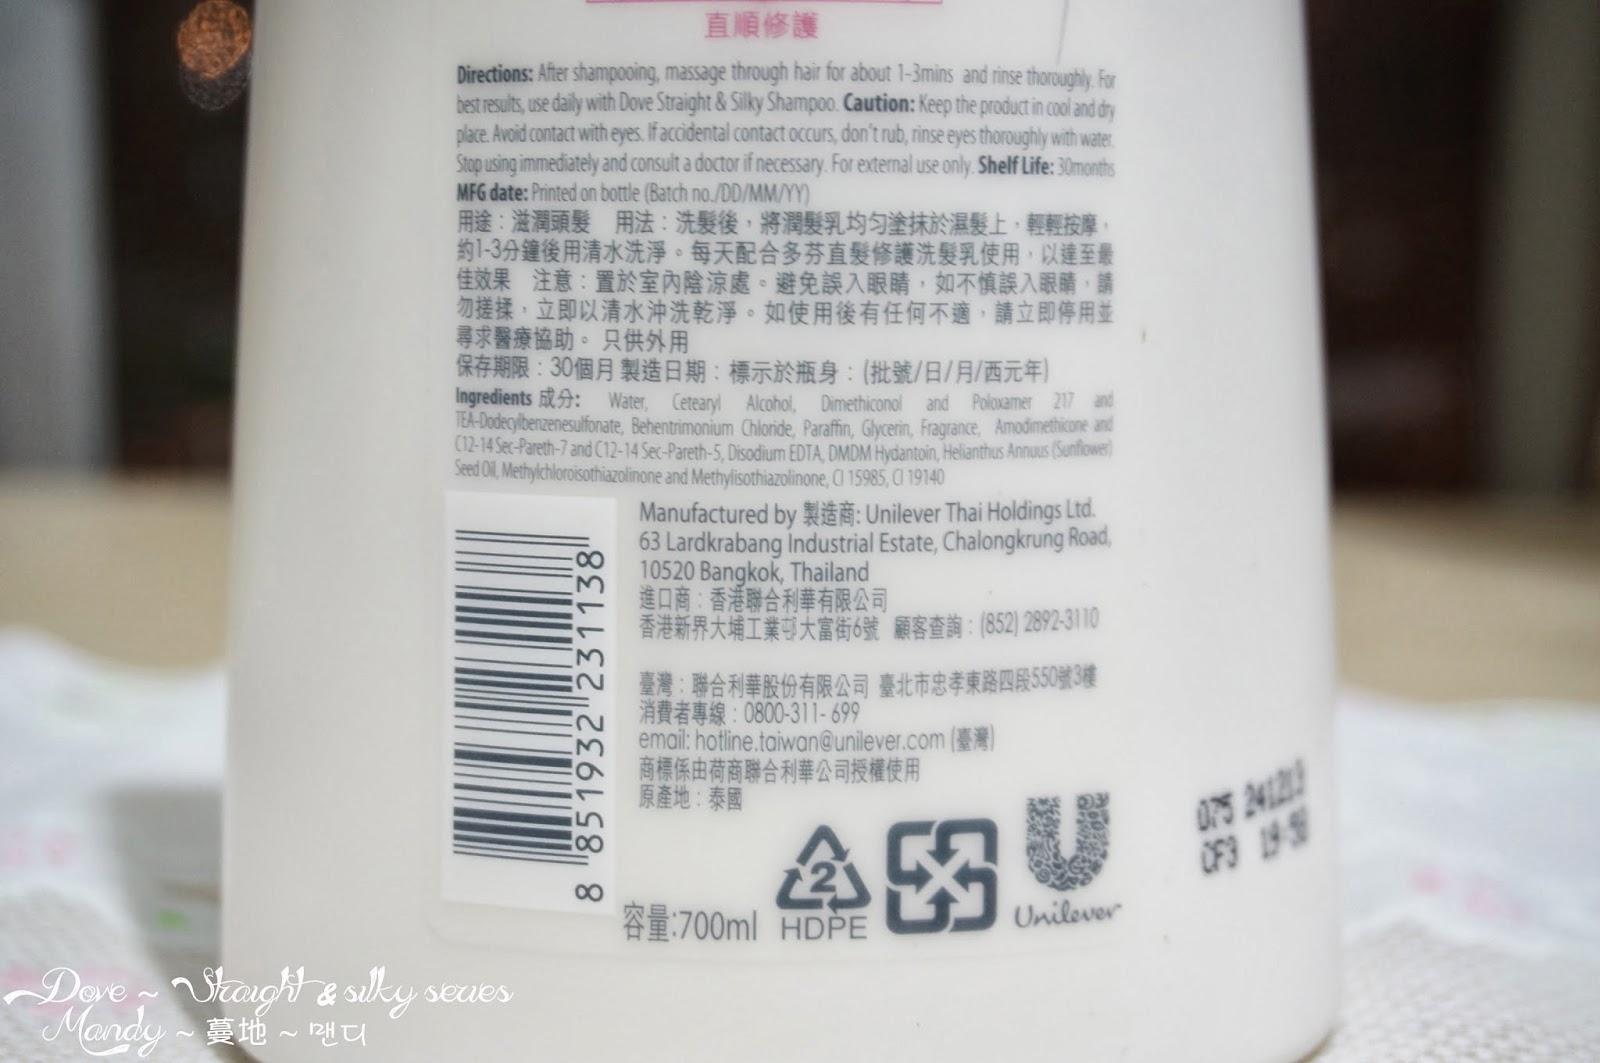 直順修護
Directions: After shampooing, massage through hair for about 1-3mins and rinse thoroughly. For
best results, use daily with Dove Straight & Silky Shampoo. Caution: Keep the product in cool and dry
place. Avoid contact with eyes. If accidental contact occurs, don't rub, rinse eyes thoroughly with water.
Stop using immediately and consult a doctor if necessary. For external use only. Shelf Life: 30months
MFG date: Printed on bottle (Batch no./DD/MM/YY)
用途：滋潤頭髮 用法：洗髮後，將潤髮乳均勻塗抹於濕髮上，輕輕按摩，
約1-3分鐘後用清水洗淨。每天配合多芬直髮修護洗髮乳使用，以達至最
佳效果 注意：置於室內陰涼處。避免誤入眼睛，如不慎誤入眼睛，請
勿搓揉，立即以清水沖洗乾淨。如使用後有任何不適，請立即停用並
尋求醫療協助。 只供外用
保存期限：30個月 製造日期：標示於瓶身：(批號/日/月/西元年)
Ingredients 成分: Water, Cetearyl Alcohol, Dimethiconol and Poloxamer 217 and
TEA-Dodecylbenzenesulfonate, Behentrimonium Chloride, Paraffin, Glycerin, Fragrance, Amodimethicone and
C12-14 Sec-Pareth-7 and C12-14 Sec-Pareth-5, Disodium EDTA, DMDM Hydantoin, Helianthus Annuus (Sunflower)
Seed Oil, Methylchloroisothiazolinone and Methylisothiazolinone, CI 15985, CI 19140
Manufactured by 製造商: Unilever Thai Holdings Ltd.
63 Lardkrabang Industrial Estate, Chalongkrung Road,
10520 Bangkok, Thailand
進口商：香港聯合利華有限公司
香港新界大埔工業邨大富街6號 顧客查詢：(852) 2892-3110
臺灣：聯合利華股份有限公司 臺北市忠孝東路四段550號3樓
消費者專線：0800-311- 699
email: hotline.taiwan@unilever.com (臺灣)
商標係由荷商聯合利華公司授權使用
原產地：泰國
8 851932 231138
容量:700ml
2
HDPE
Unilever
075 241213
CF3 19:50
Dove ~ Straight & silky series
Mandy ~ 蔓地 ~ 맨디